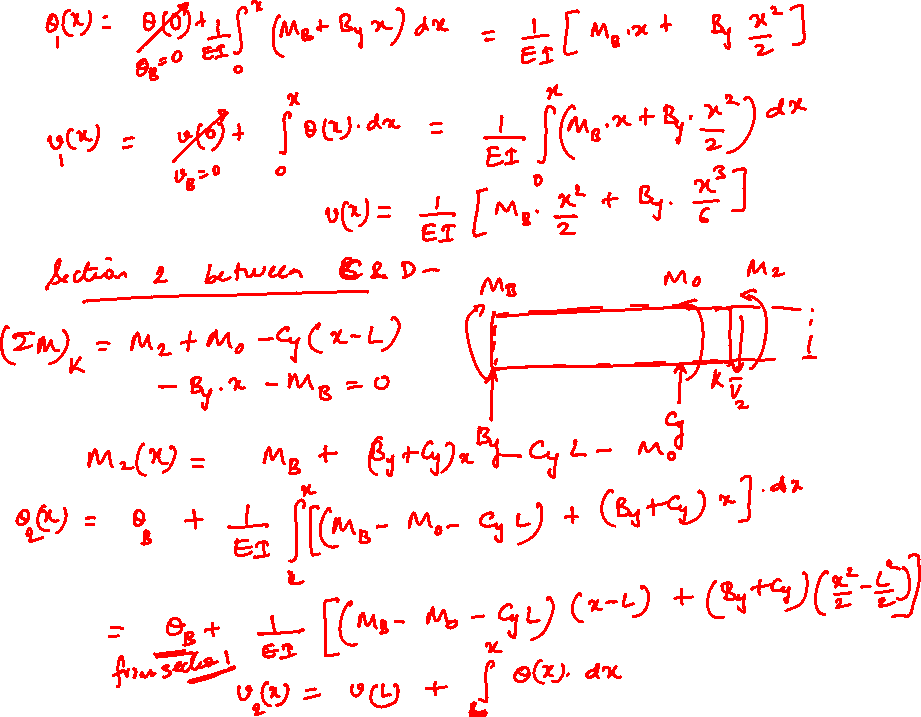 θ₁(x) = θ(0) + 1/EI ∫₀ˣ (M_B + B_y x) dx = 1/EI [ M_B·x + B_y x²/2 ]
θ_B = 0
v₁(x) = v(0) + ∫₀ˣ θ(x)·dx = 1/EI ∫₀ˣ (M_B·x + B_y·x²/2) dx
v_B = 0
v(x) = 1/EI [ M_B·x²/2 + B_y·x³/6 ]
Section 2 between C & D -
M_B M₀ M₂
(ΣM)_K = M₂ + M₀ - C_y(x-L)
- B_y·x - M_B = 0
K V₂
B_y C_y
M₂(x) = M_B + (B_y + C_y)x - C_y L - M₀
θ₂(x) = θ_B + 1/EI ∫_L^x [(M_B - M₀ - C_y L) + (B_y + C_y) x]·dx
= θ_B + 1/EI [(M_B - M₀ - C_y L)(x-L) + (B_y + C_y)(x²/2 - L²/2)]
from section 1
v₂(x) = v(L) + ∫_L^x θ(x)·dx